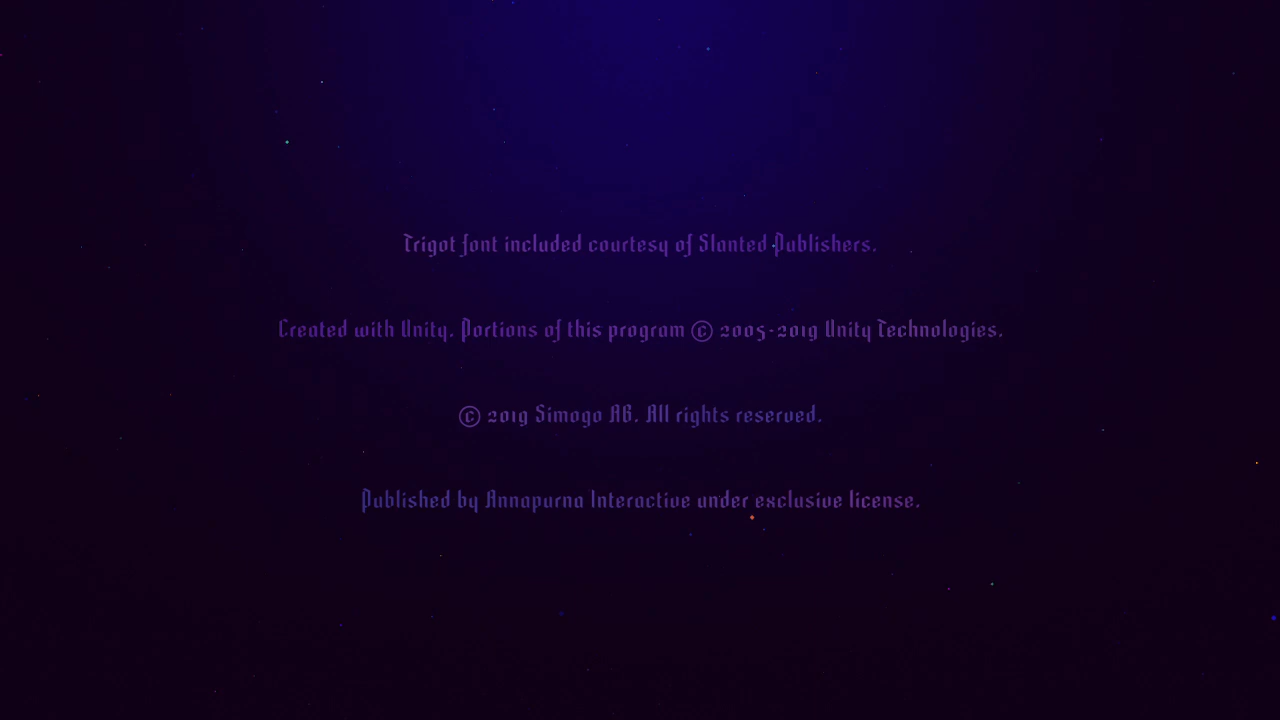 Trigot font included courtesy of Slanted Publishers.
Created with Unity. Portions of this program © 2005-2019 Unity Technologies.
© 2019 Simogo AB. All rights reserved.
Published by Annapurna Interactive under exclusive license.